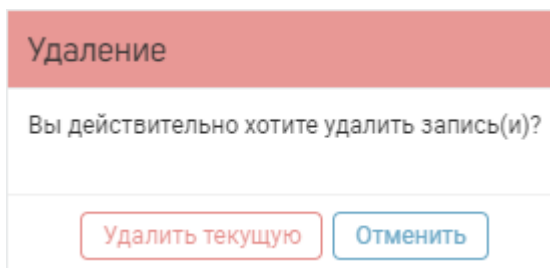 Удаление
Вы действительно хотите удалить запись(и)?
Удалить текущую Отменить